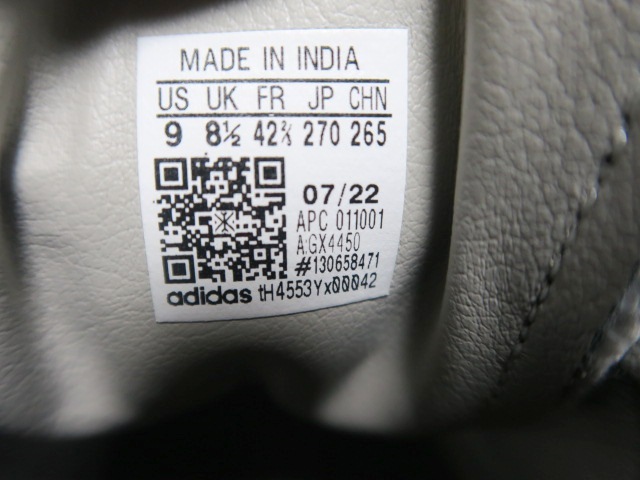 MADE IN INDIA
US UK FR JP CHN
9 8½ 42⅔ 270 265
07/22
APC 011001
A:GX4450
#130658471
adidas tH4553Yx00042